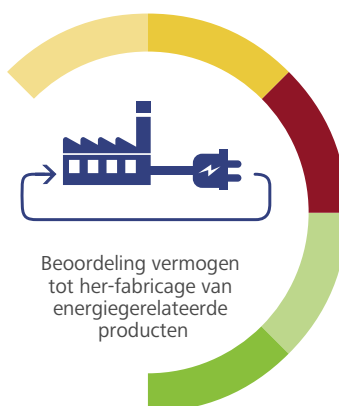 Beoordeling vermogen
tot her-fabricage van
energiegerelateerde
producten